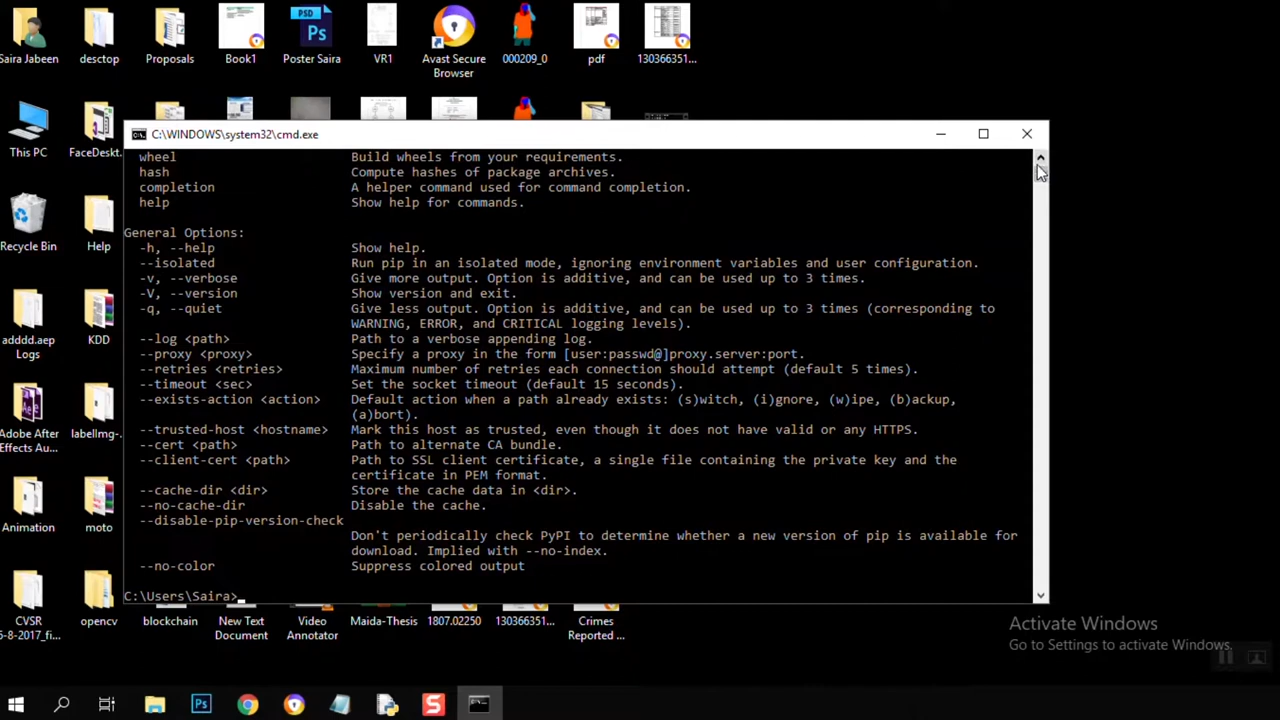 Saira Jabeen
desctop
Proposals
Book1
Poster Saira
VR1
Avast Secure
Browser
000209_0
pdf
130366351...
PSD
Ps
This PC
FaceDeskt...
C:\WINDOWS\system32\cmd.exe
wheel Build wheels from your requirements.
hash Compute hashes of package archives.
completion A helper command used for command completion.
help Show help for commands.
General Options:
-h, --help Show help.
--isolated Run pip in an isolated mode, ignoring environment variables and user configuration.
-v, --verbose Give more output. Option is additive, and can be used up to 3 times.
-V, --version Show version and exit.
-q, --quiet Give less output. Option is additive, and can be used up to 3 times (corresponding to
WARNING, ERROR, and CRITICAL logging levels).
--log <path> Path to a verbose appending log.
--proxy <proxy> Specify a proxy in the form [user:passwd@]proxy.server:port.
--retries <retries> Maximum number of retries each connection should attempt (default 5 times).
--timeout <sec> Set the socket timeout (default 15 seconds).
--exists-action <action> Default action when a path already exists: (s)witch, (i)gnore, (w)ipe, (b)ackup,
(a)bort).
--trusted-host <hostname> Mark this host as trusted, even though it does not have valid or any HTTPS.
--cert <path> Path to alternate CA bundle.
--client-cert <path> Path to SSL client certificate, a single file containing the private key and the
certificate in PEM format.
--cache-dir <dir> Store the cache data in <dir>.
--no-cache-dir Disable the cache.
--disable-pip-version-check
Don't periodically check PyPI to determine whether a new version of pip is available for
download. Implied with --no-index.
--no-color Suppress colored output
C:\Users\Saira>
Recycle Bin
Help
adddd.aep
Logs
KDD
Adobe After
Effects Au...
labelImg-...
Animation
moto
CVSR
5-8-2017_fi...
opencv
blockchain
New Text
Document
Video
Annotator
Maida-Thesis
1807.02250
130366351...
Crimes
Reported ...
Activate Windows
Go to Settings to activate Windows.
Ps
S